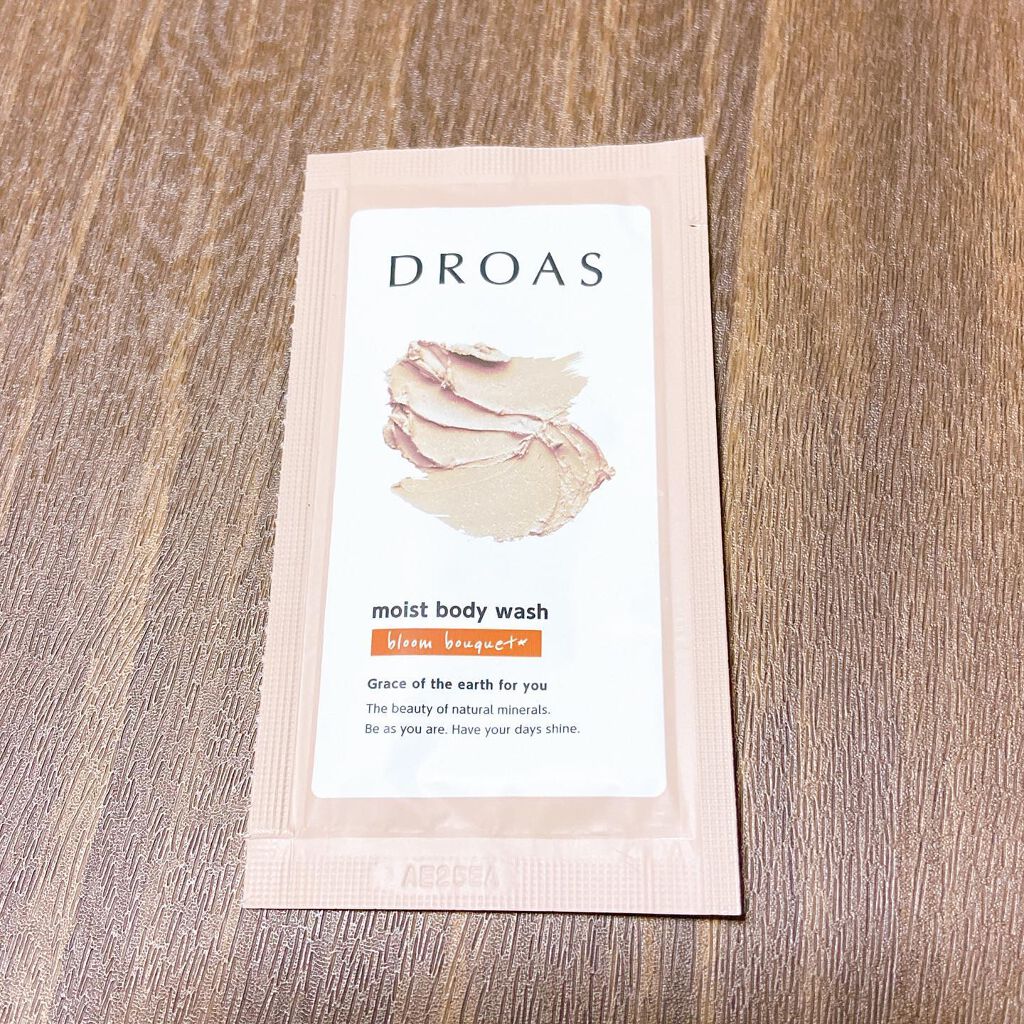 DROAS
moist body wash
bloom bouquet*
Grace of the earth for you
The beauty of natural minerals.
Be as you are. Have your days shine.